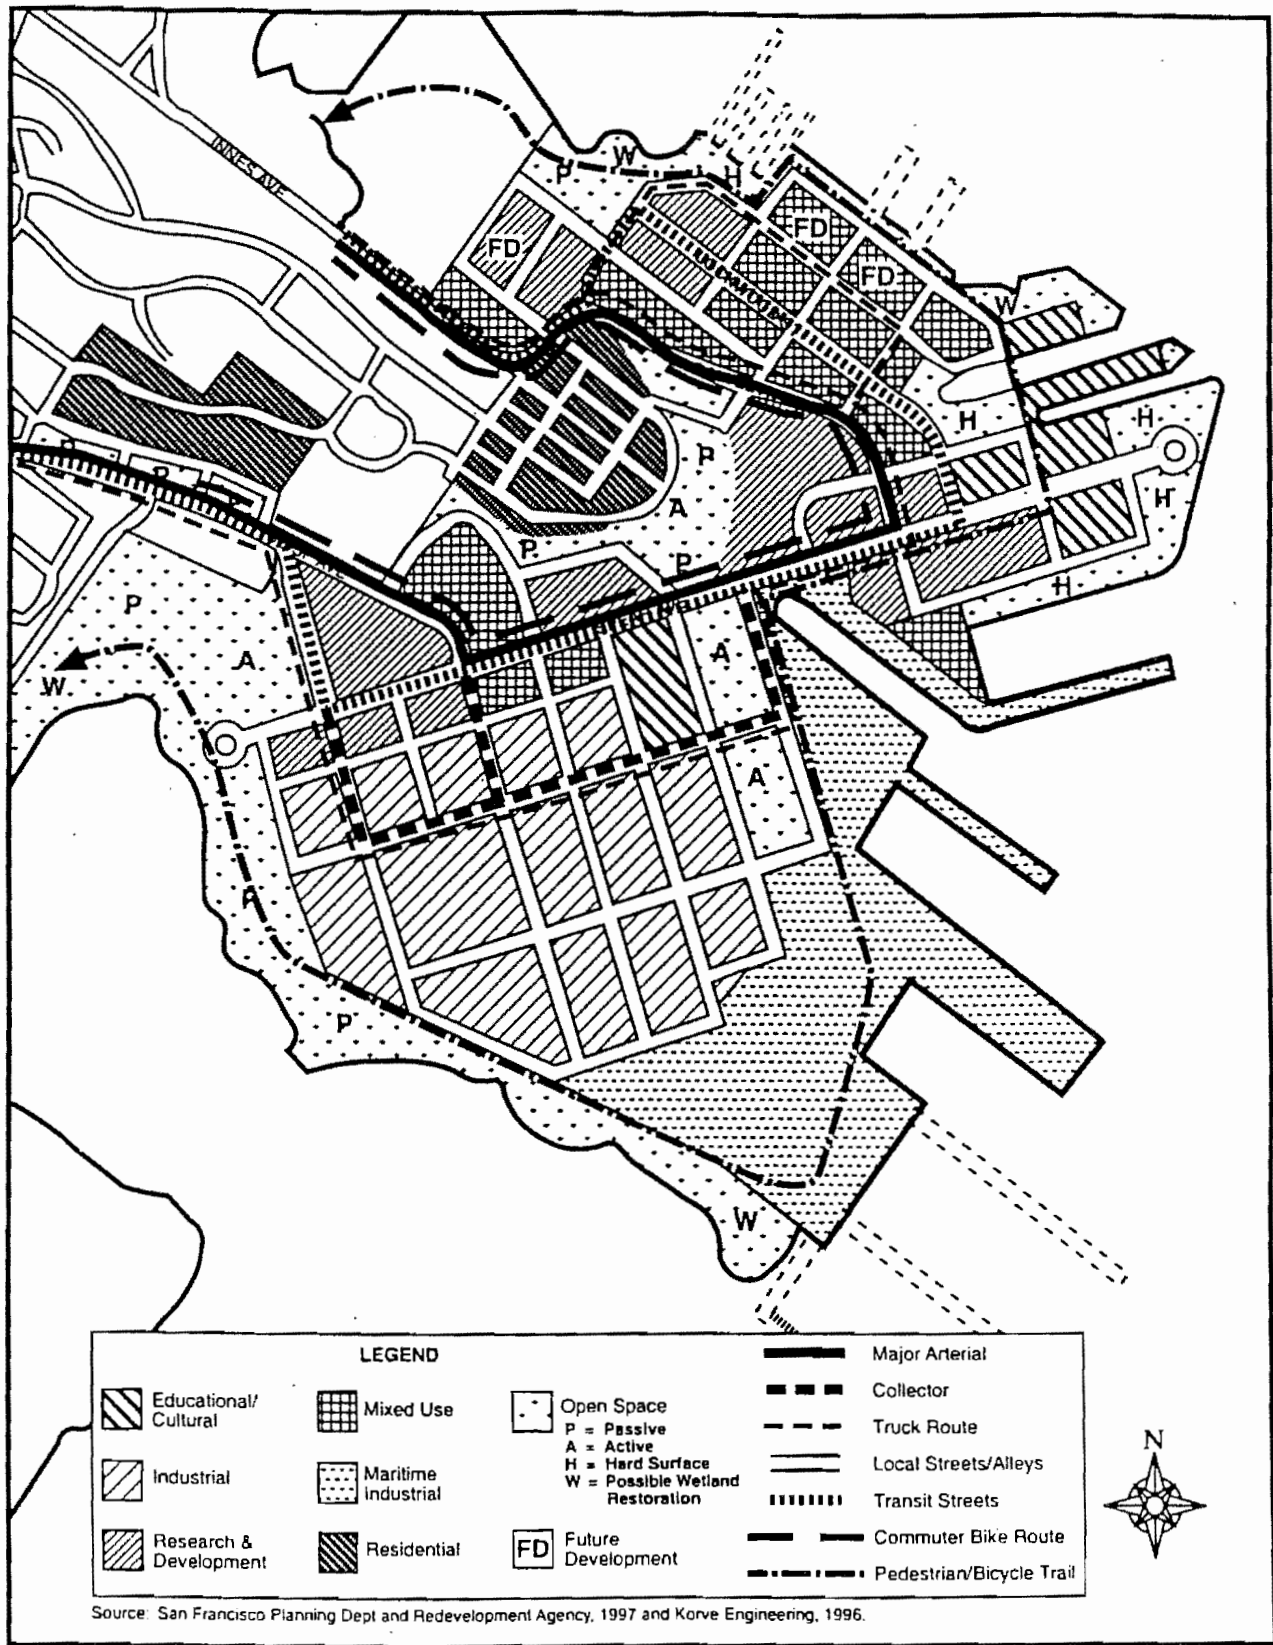 INNES AVE
W
P
H
FD
FD
FD
W
H
H
P
H
A
P
P
P
H
P
A
A
W
A
P
P
W
LEGEND
Educational/
Cultural
Industrial
Research &
Development
Mixed Use
Maritime
Industrial
Residential
Open Space
P = Passive
A = Active
H = Hard Surface
W = Possible Wetland
Restoration
FD Future
Development
Major Arterial
Collector
Truck Route
Local Streets/Alleys
Transit Streets
Commuter Bike Route
Pedestrian/Bicycle Trail
N
Source: San Francisco Planning Dept and Redevelopment Agency, 1997 and Korve Engineering, 1996.